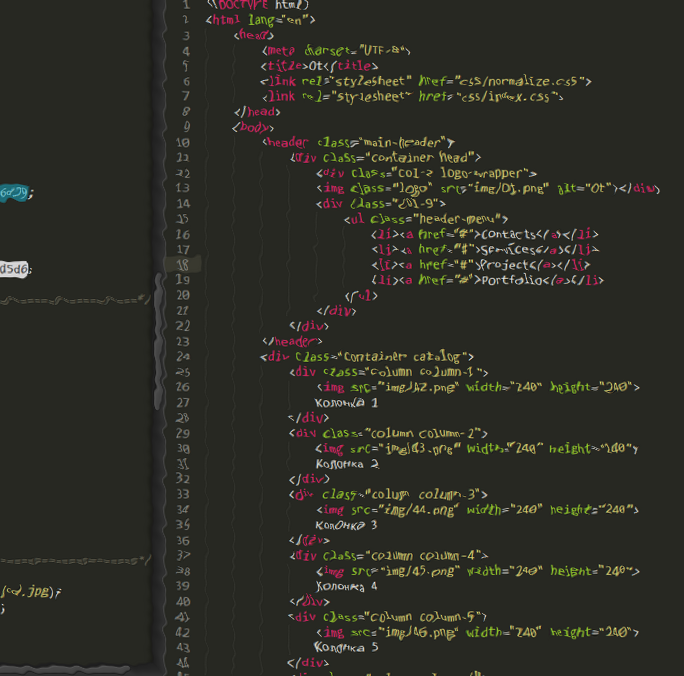 d5d6;
.jpg);
;
1 <!DOCTYPE html>
2 <html lang="en">
3 <head>
4 <meta charset="UTF-8">
5 <title>Ot</title>
6 <link rel="stylesheet" href="css/normalize.css">
7 <link rel="stylesheet" href="css/index.css">
8 </head>
9 <body>
10 <header class="main-header">
11 <div class="container head">
12 <div class="col-2 logo-wrapper">
13 <img class="logo" alt="Ot"></div>
14 <div class="col-9">
15 <ul class="header-menu">
16 <li><a href="#">Contacts</a></li>
17 <li><a href="#">Services</a></li>
18 <li><a href="#">Project</a></li>
19 <li><a href="#">Portfolio</a></li>
20 </ul>
21 </div>
22 </div>
23 </header>
24 <div class="container catalog">
25 <div class="column column-1">
26 <img src="img/42.png" width="240" height="240">
27 Колонка 1
28 </div>
29 <div class="column column-2">
30 <img src="img/43.png" width="240" height="240">
31 Колонка 2
32 </div>
33 <div class="column column-3">
34 <img src="img/44.png" width="240" height="240">
35 Колонка 3
36 </div>
37 <div class="column column-4">
38 <img src="img/45.png" width="240" height="240">
39 Колонка 4
40 </div>
41 <div class="column column-5">
42 <img src="img/46.png" width="240" height="240">
43 Колонка 5
44 </div>